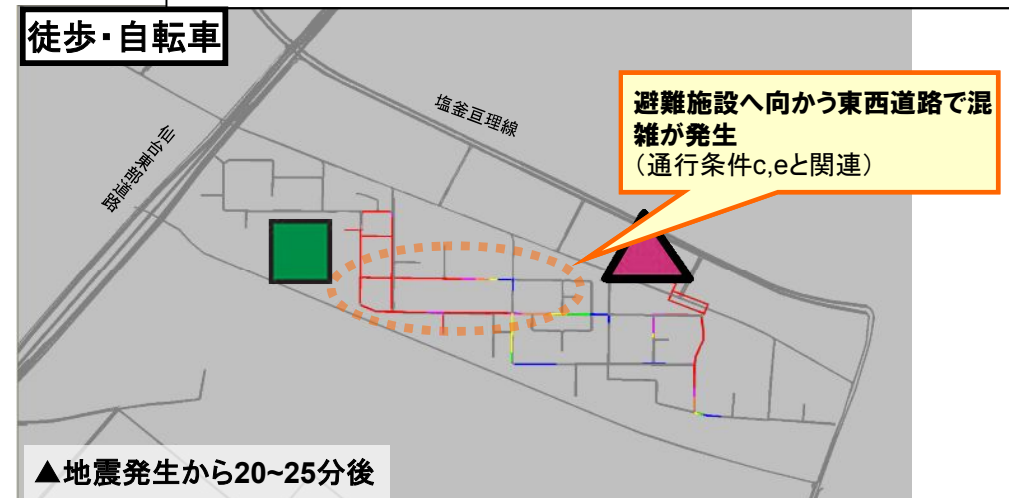 徒歩・自転車
避難施設へ向かう東西道路で混
雑が発生
（通行条件c,eと関連）
塩釜亘理線
仙台東部道路
▲地震発生から20~25分後